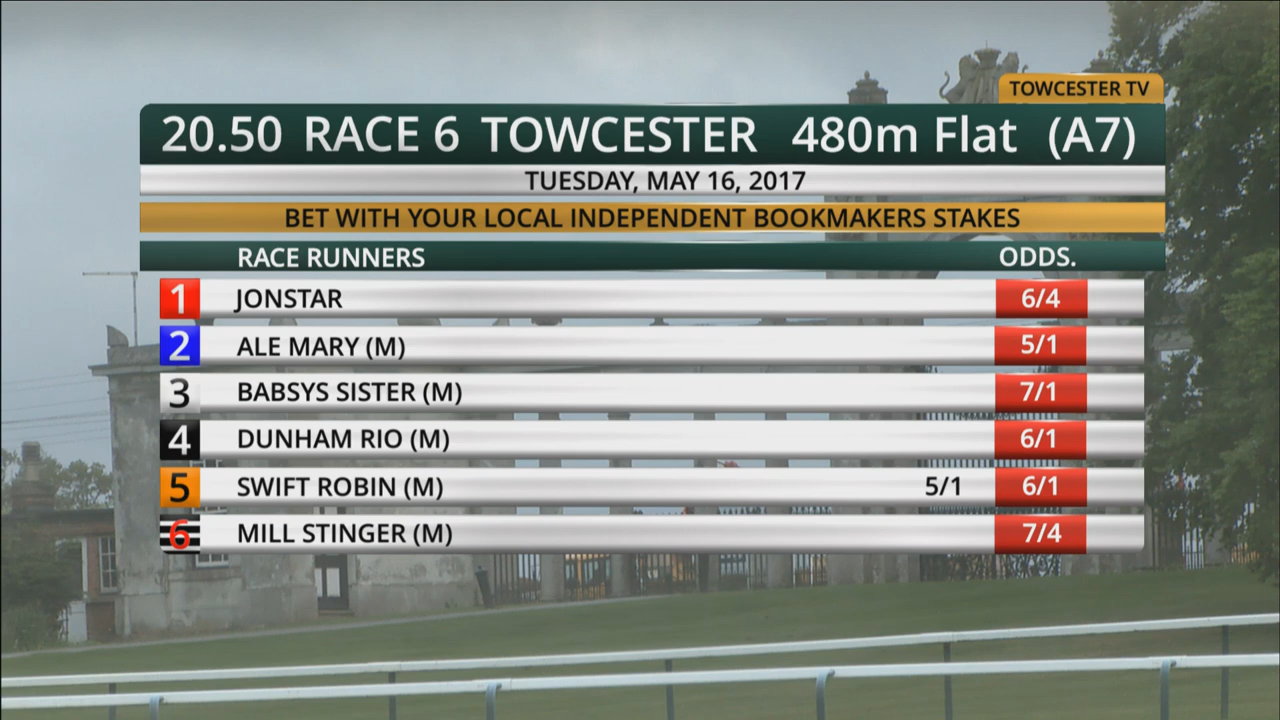 TOWCESTER TV
20.50 RACE 6 TOWCESTER 480m Flat (A7)
TUESDAY, MAY 16, 2017
BET WITH YOUR LOCAL INDEPENDENT BOOKMAKERS STAKES
RACE RUNNERS ODDS.
1 JONSTAR 6/4
2 ALE MARY (M) 5/1
3 BABSYS SISTER (M) 7/1
4 DUNHAM RIO (M) 6/1
5 SWIFT ROBIN (M) 5/1 6/1
6 MILL STINGER (M) 7/4